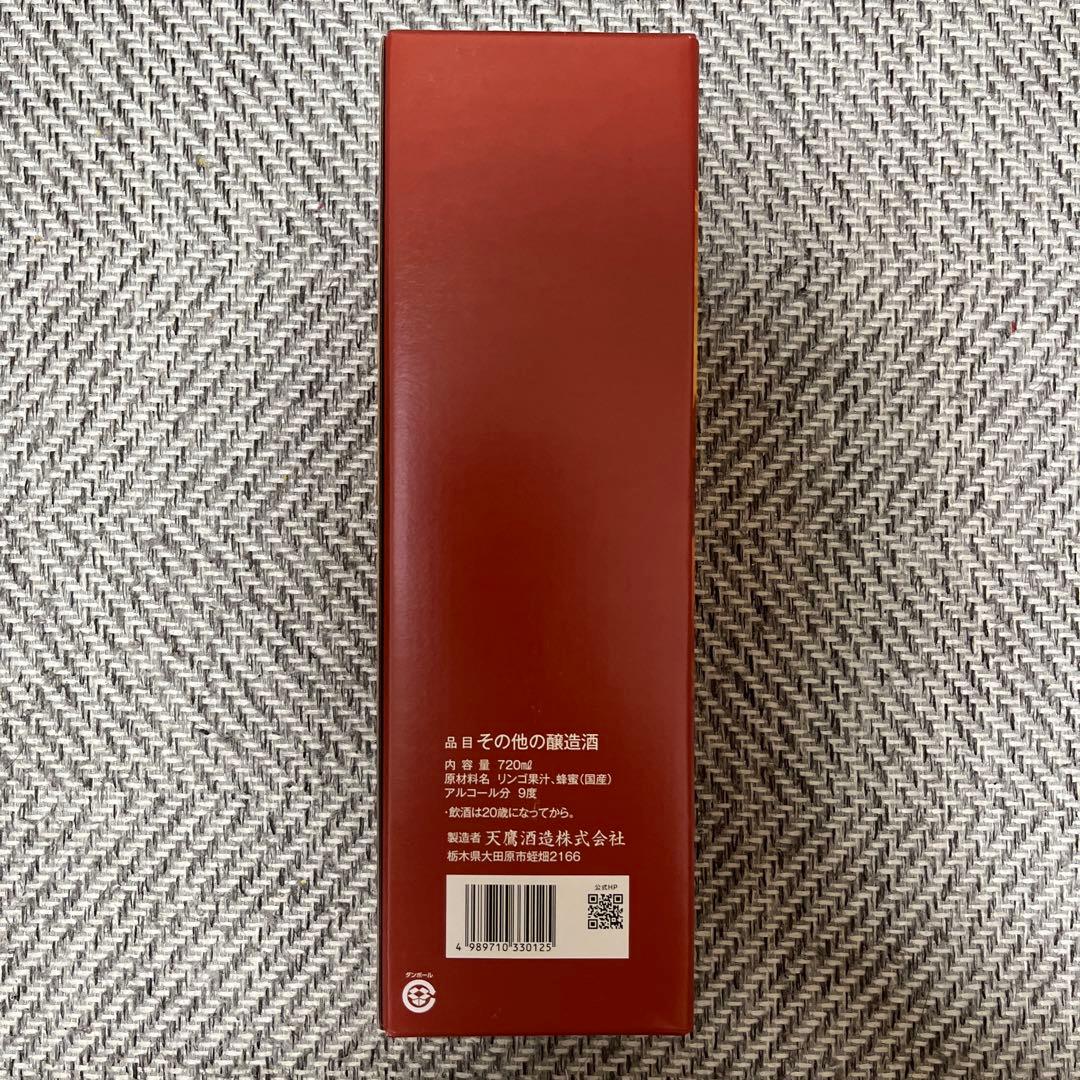 品目 その他の醸造酒
内容量 720㎖
原材料名 リンゴ果汁、蜂蜜(国産)
アルコール分 9度
・飲酒は20歳になってから。
製造者 天鷹酒造株式会社
栃木県大田原市蛭畑2166
公式HP
4 989710 330125
ダンボール